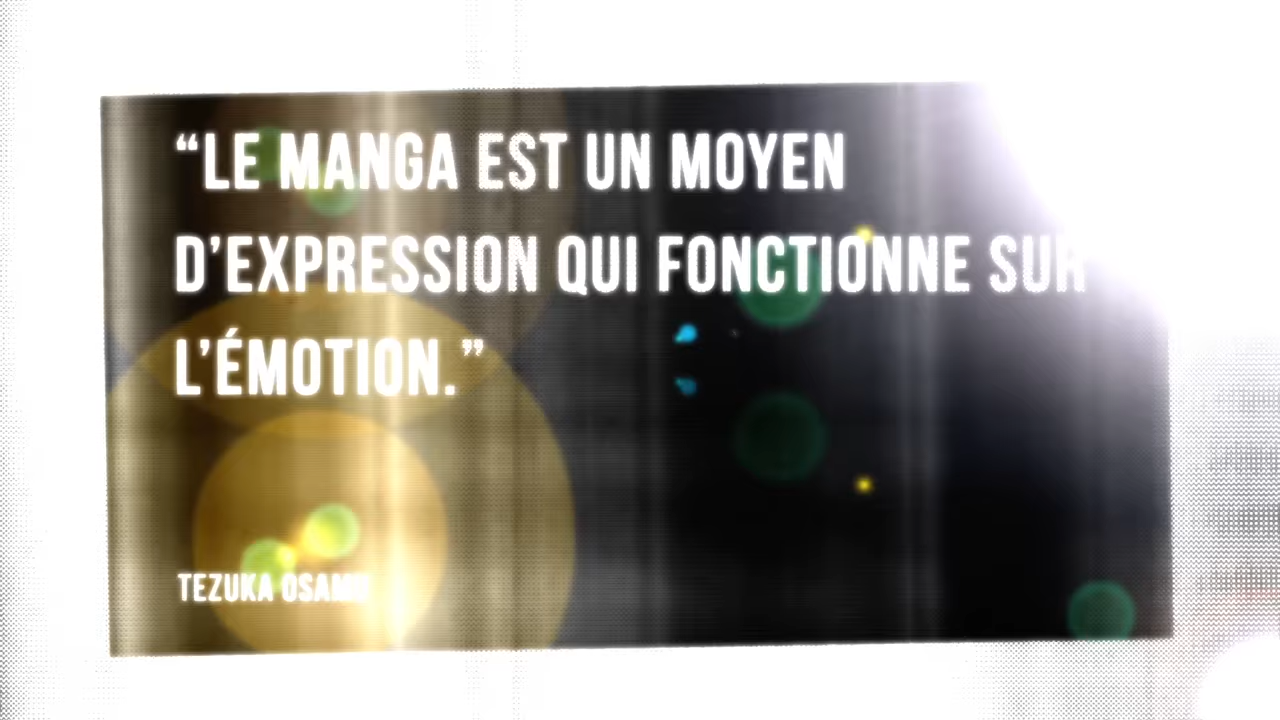 “LE MANGA EST UN MOYEN
D’EXPRESSION QUI FONCTIONNE SUR
L’ÉMOTION.”
TEZUKA OSAMU